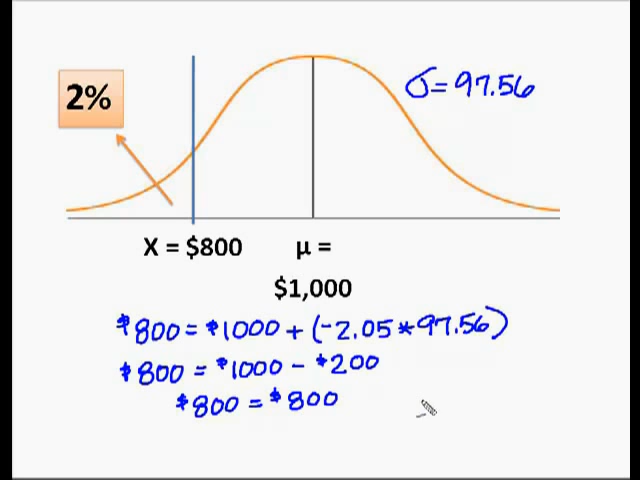 2%
σ = 97.56
X = $800 μ =
$1,000
$800 = $1000 + (-2.05 * 97.56)
$800 = $1000 - $200
$800 = $800